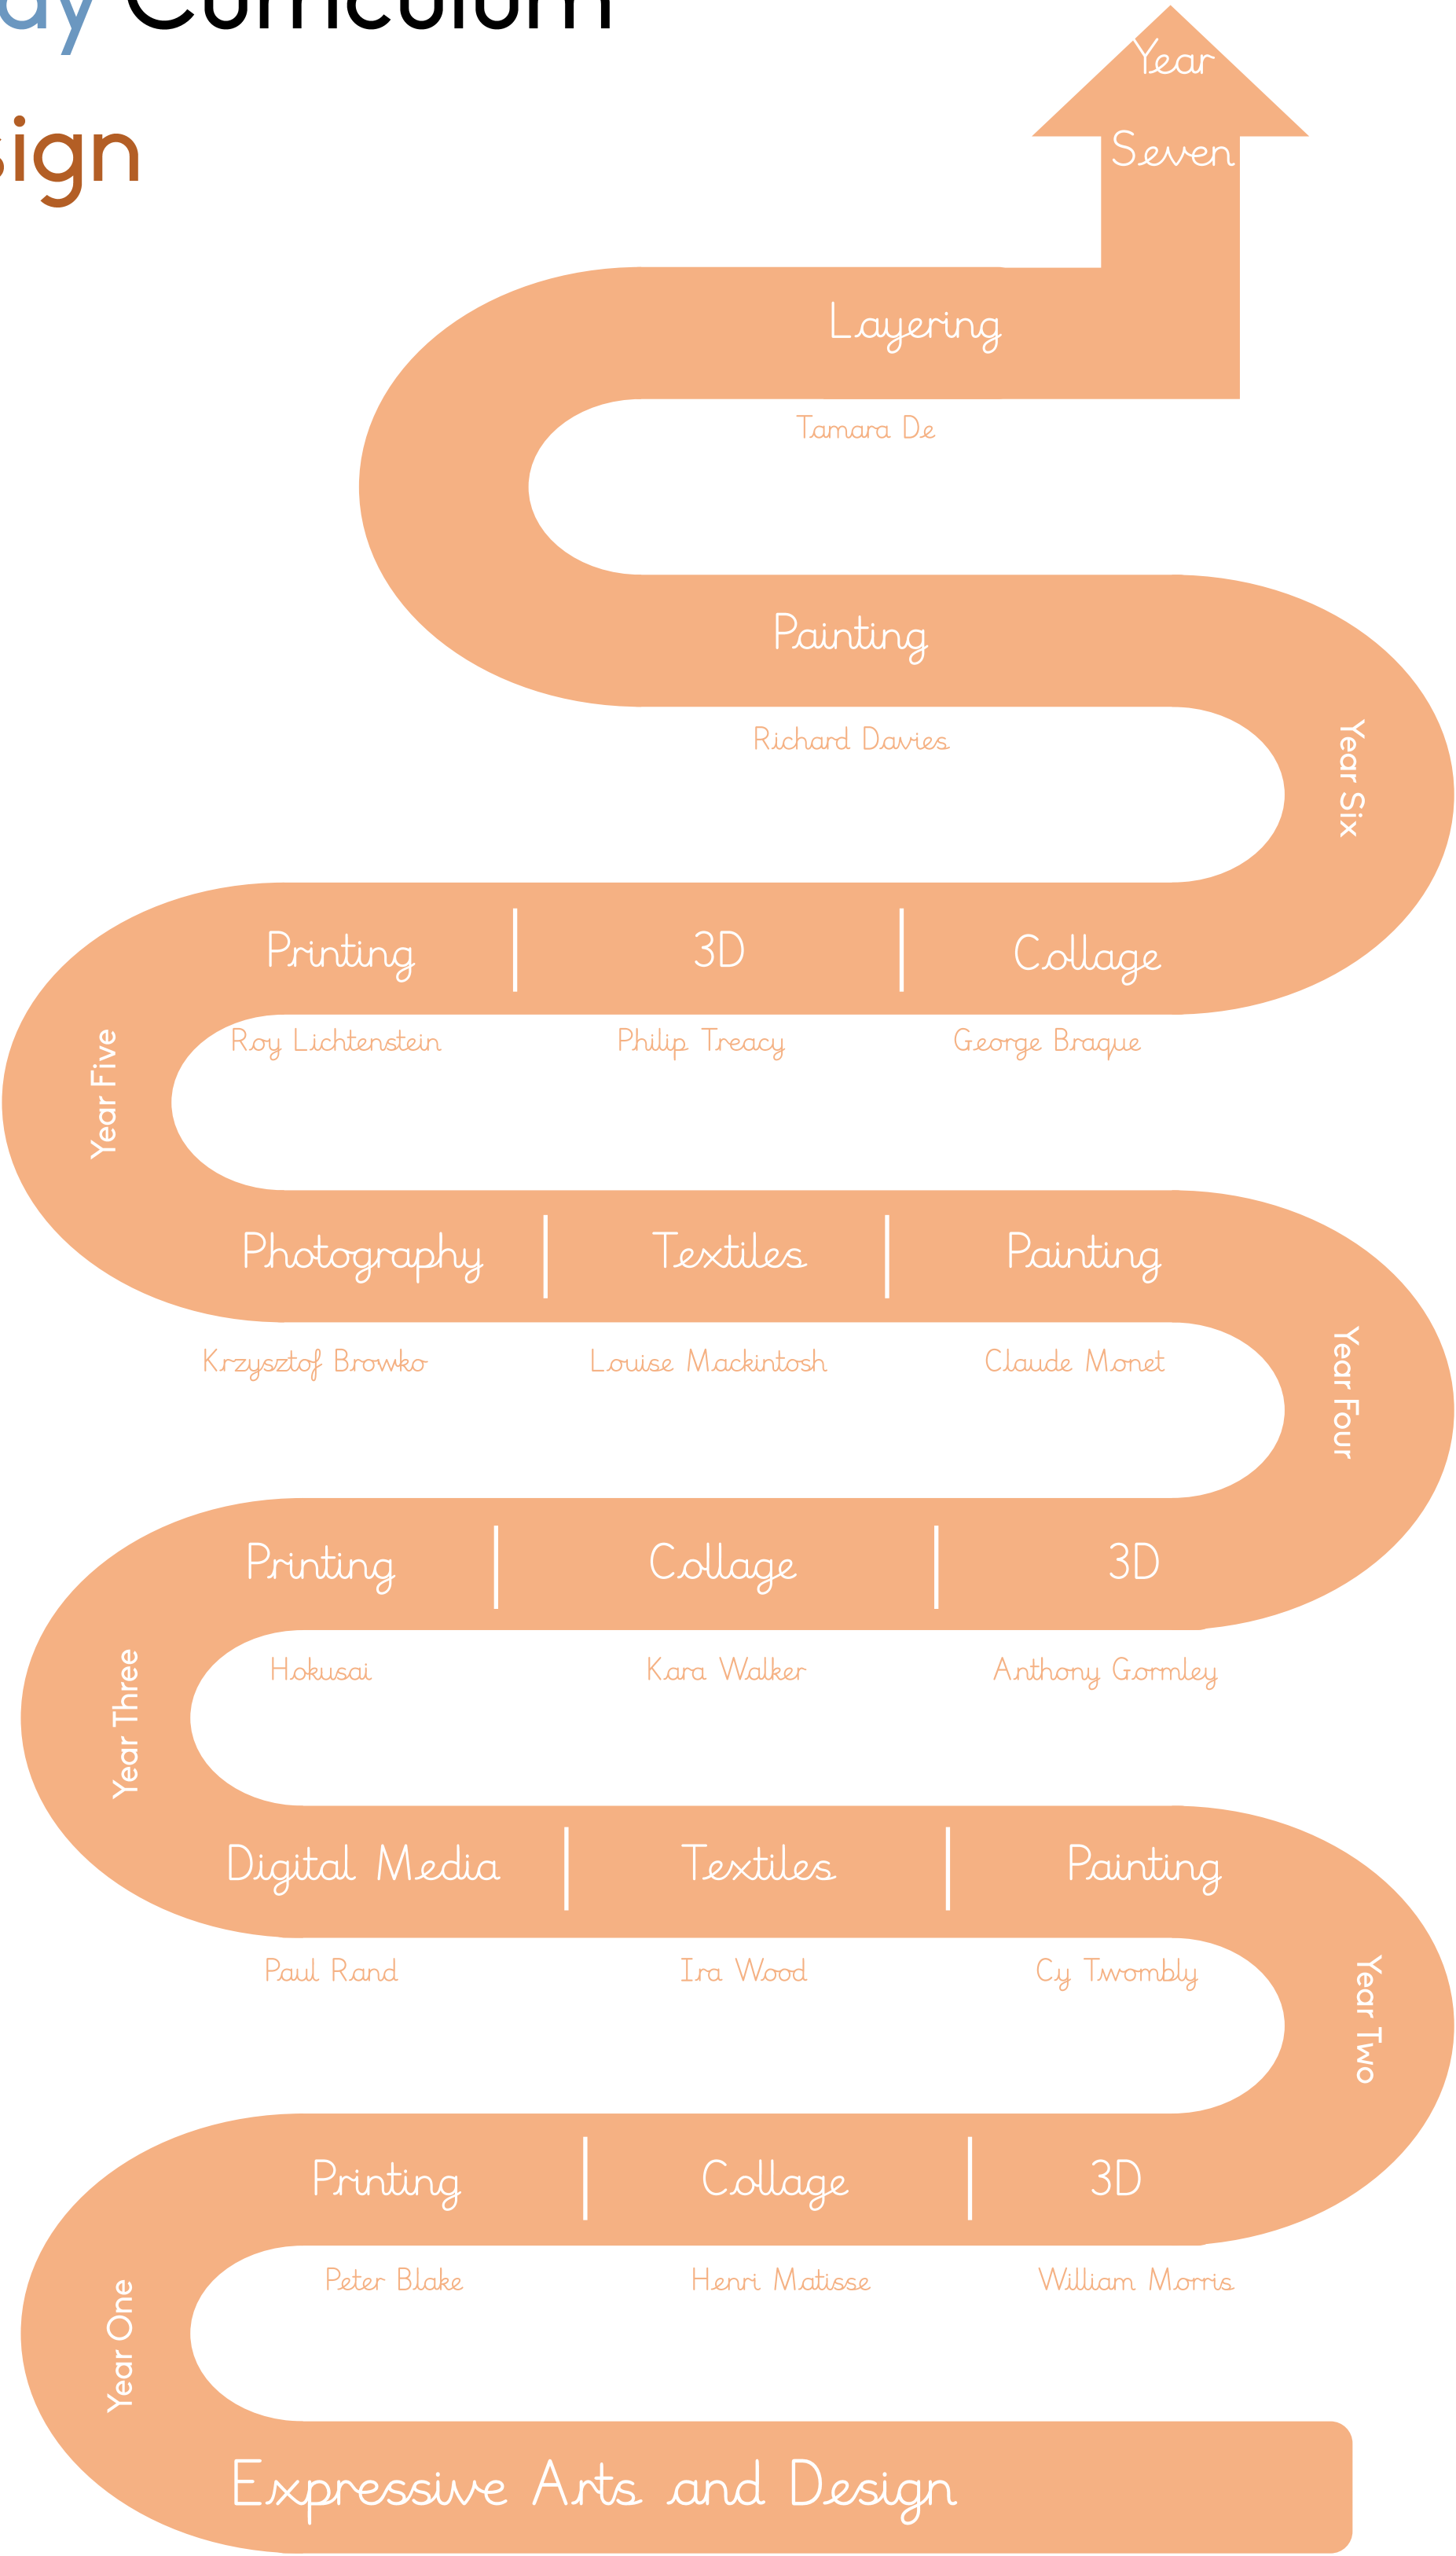 ay Curriculum
sign
Year
Seven
Layering
Tamara De
Painting
Richard Davies
Year Six
Printing 3D Collage
Roy Lichtenstein Philip Treacy George Braque
Year Five
Photography Textiles Painting
Krzysztof Browko Louise Mackintosh Claude Monet
Year Four
Printing Collage 3D
Hokusai Kara Walker Anthony Gormley
Year Three
Digital Media Textiles Painting
Paul Rand Ira Wood Cy Twombly
Year Two
Printing Collage 3D
Peter Blake Henri Matisse William Morris
Year One
Expressive Arts and Design